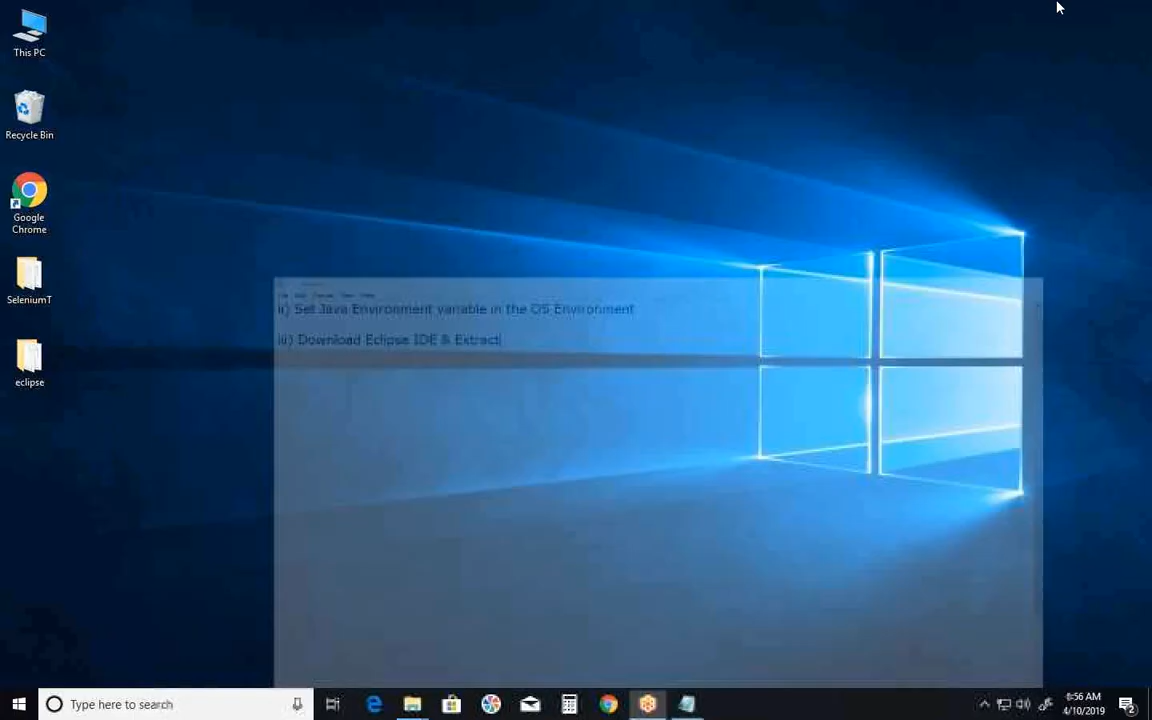 This PC
Recycle Bin
Google
Chrome
SeleniumT
eclipse
ii) Set Java Environment variable in the OS Environment
iii) Download Eclipse IDE & Extract
Type here to search
8:56 AM
4/10/2019
2